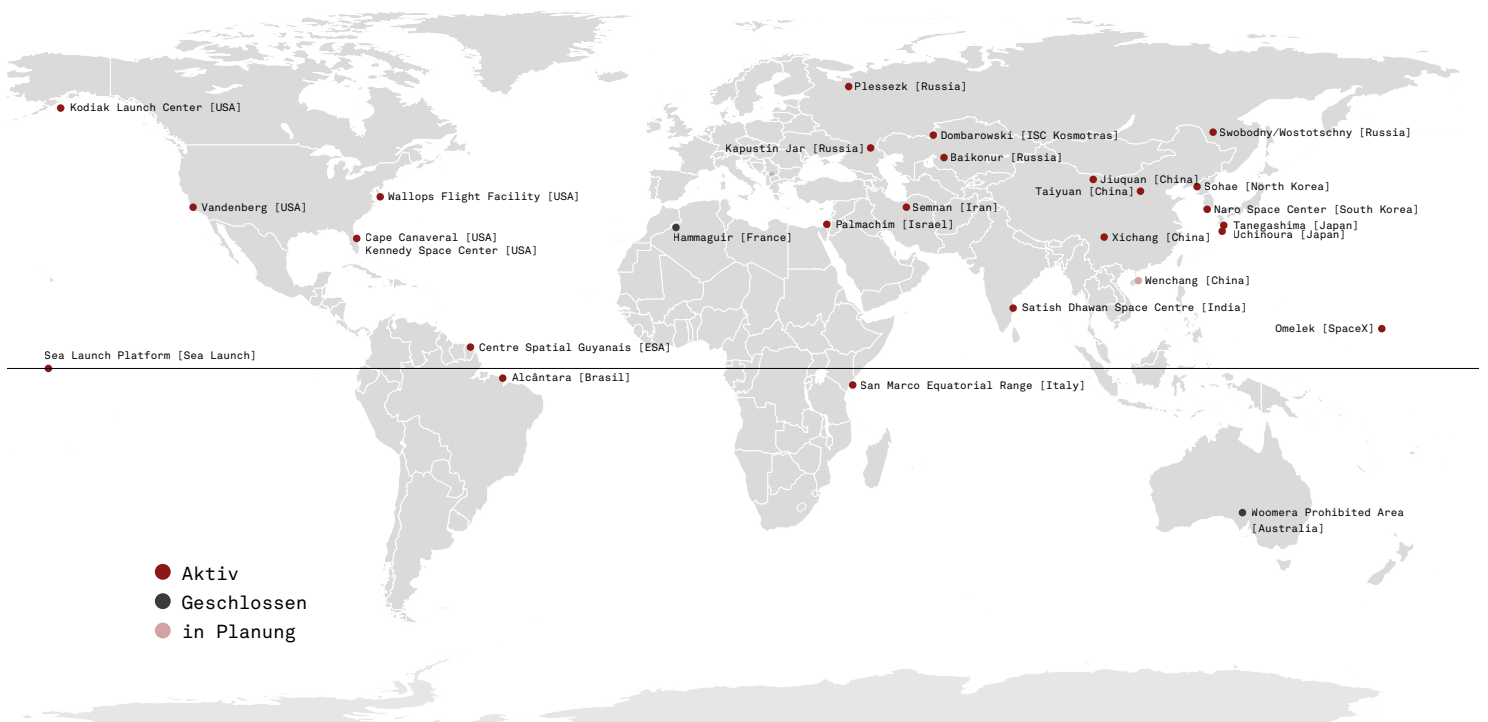 Plessezk [Russia]
Kodiak Launch Center [USA]
Swobodny/Wostotschny [Russia]
Dombarowski [ISC Kosmotras]
Kapustin Jar [Russia]
Baikonur [Russia]
Jiuquan [China]
Sohae [North Korea]
Taiyuan [China]
Wallops Flight Facility [USA]
Vandenberg [USA]
Semnan [Iran]
Naro Space Center [South Korea]
Palmachim [Israel]
Tanegashima [Japan]
Uchinoura [Japan]
Cape Canaveral [USA]
Kennedy Space Center [USA]
Hammaguir [France]
Xichang [China]
Wenchang [China]
Satish Dhawan Space Centre [India]
Omelek [SpaceX]
Centre Spatial Guyanais [ESA]
Sea Launch Platform [Sea Launch]
Alcântara [Brasil]
San Marco Equatorial Range [Italy]
Woomera Prohibited Area
[Australia]
Aktiv
Geschlossen
in Planung